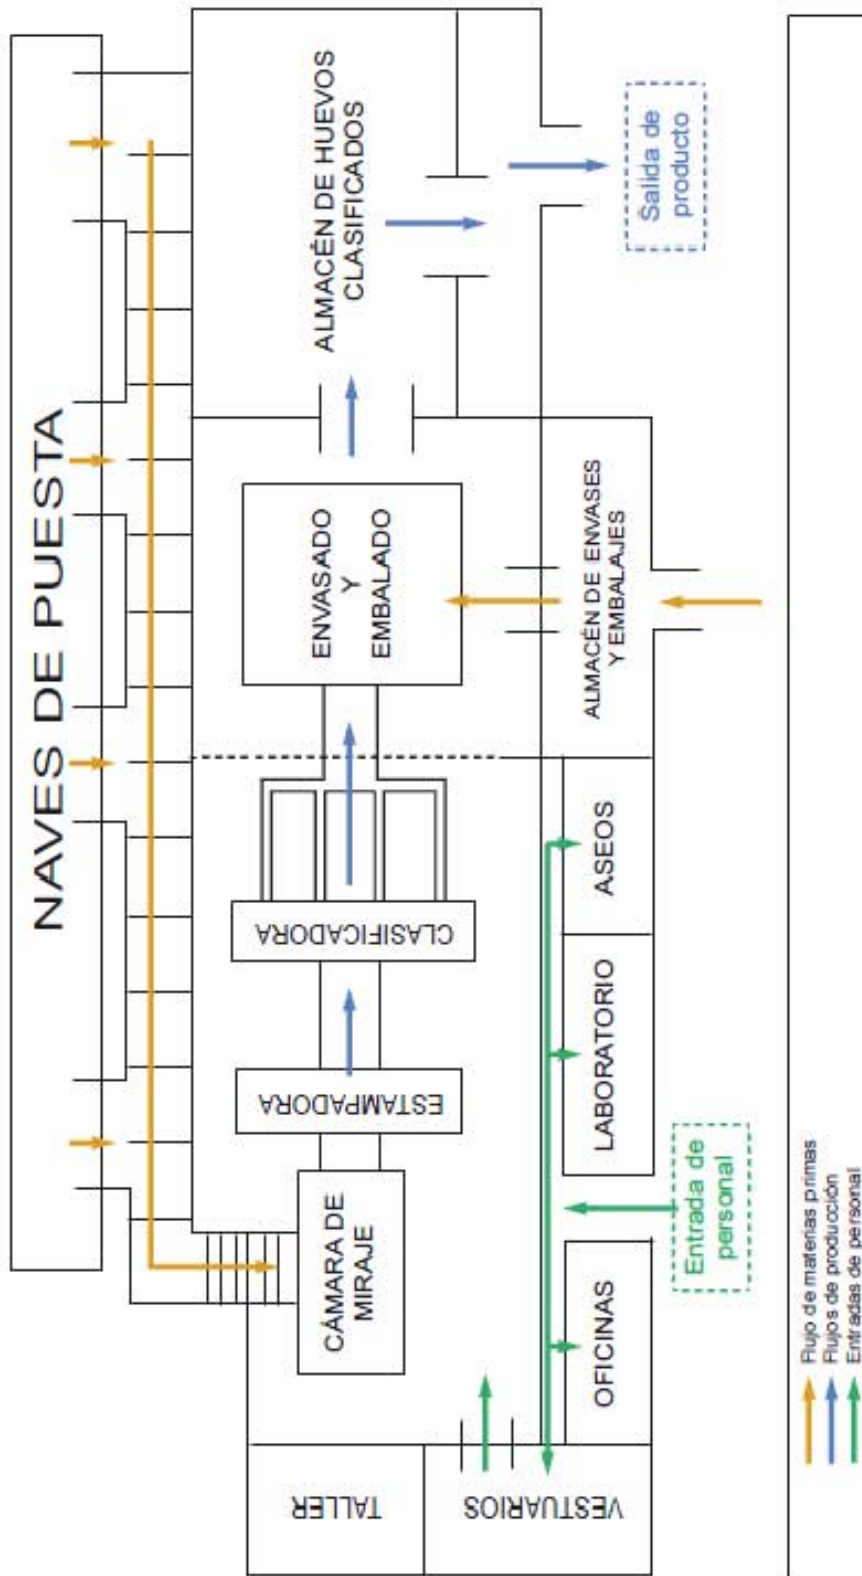 NAVES DE PUESTA
CÁMARA DE
MIRAJE
ESTAMPADORA
CLASIFICADORA
ENVASADO
Y
EMBALADO
ALMACÉN DE HUEVOS
CLASIFICADOS
TALLER
VESTUARIOS
OFICINAS
LABORATORIO
ASEOS
ALMACÉN DE ENVASES
Y EMBALAJES
Entrada de
personal
Salida de
producto
Flujo de materias primas
Flujos de producción
Entradas de personal